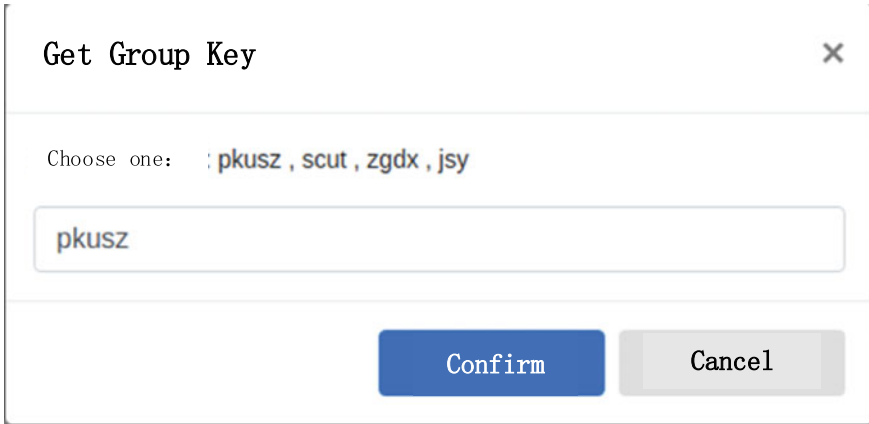 Get Group Key ×
Choose one: : pkusz , scut , zgdx , jsy
pkusz
Confirm Cancel